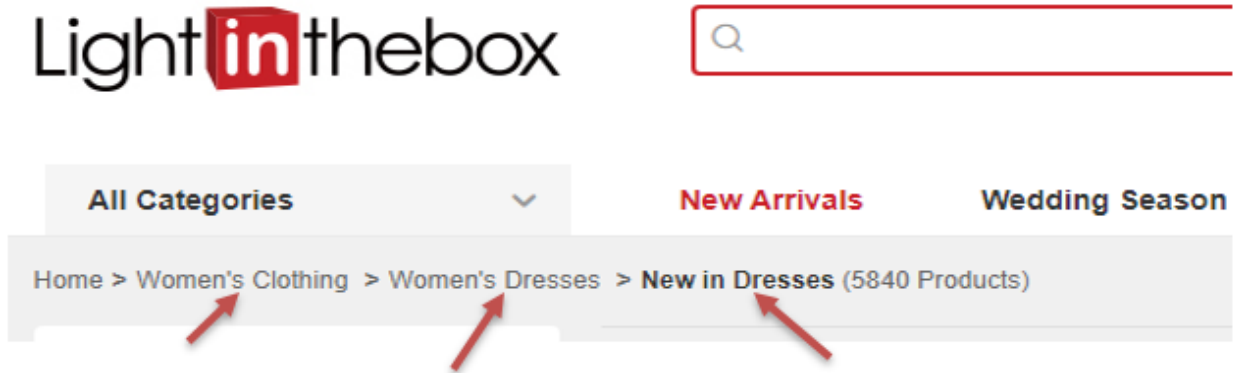 Lightinthebox
All Categories New Arrivals Wedding Season
Home > Women's Clothing > Women's Dresses > New in Dresses (5840 Products)